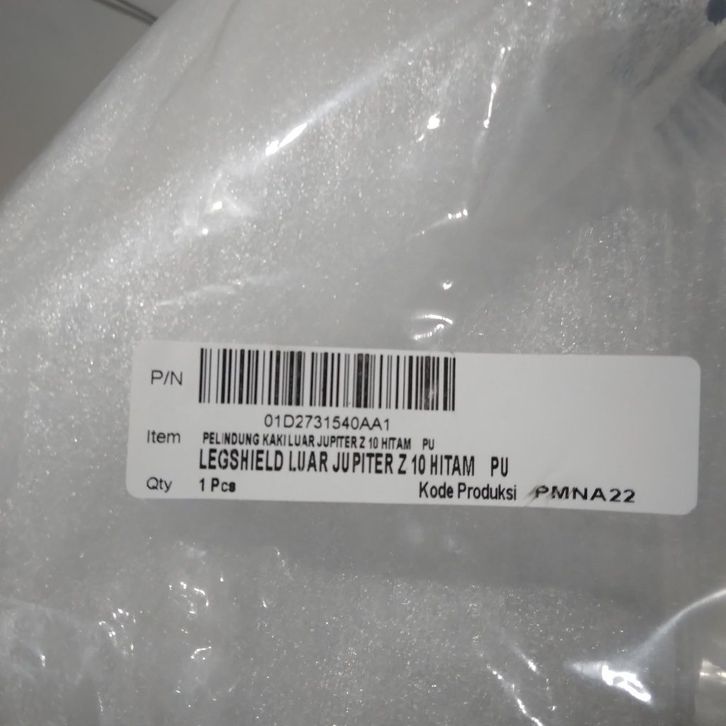 P/N
01D2731540AA1
Item PELINDUNG KAKI LUAR JUPITER Z 10 HITAM PU
LEGSHIELD LUAR JUPITER Z 10 HITAM PU
Qty 1 Pcs Kode Produksi PMNA22